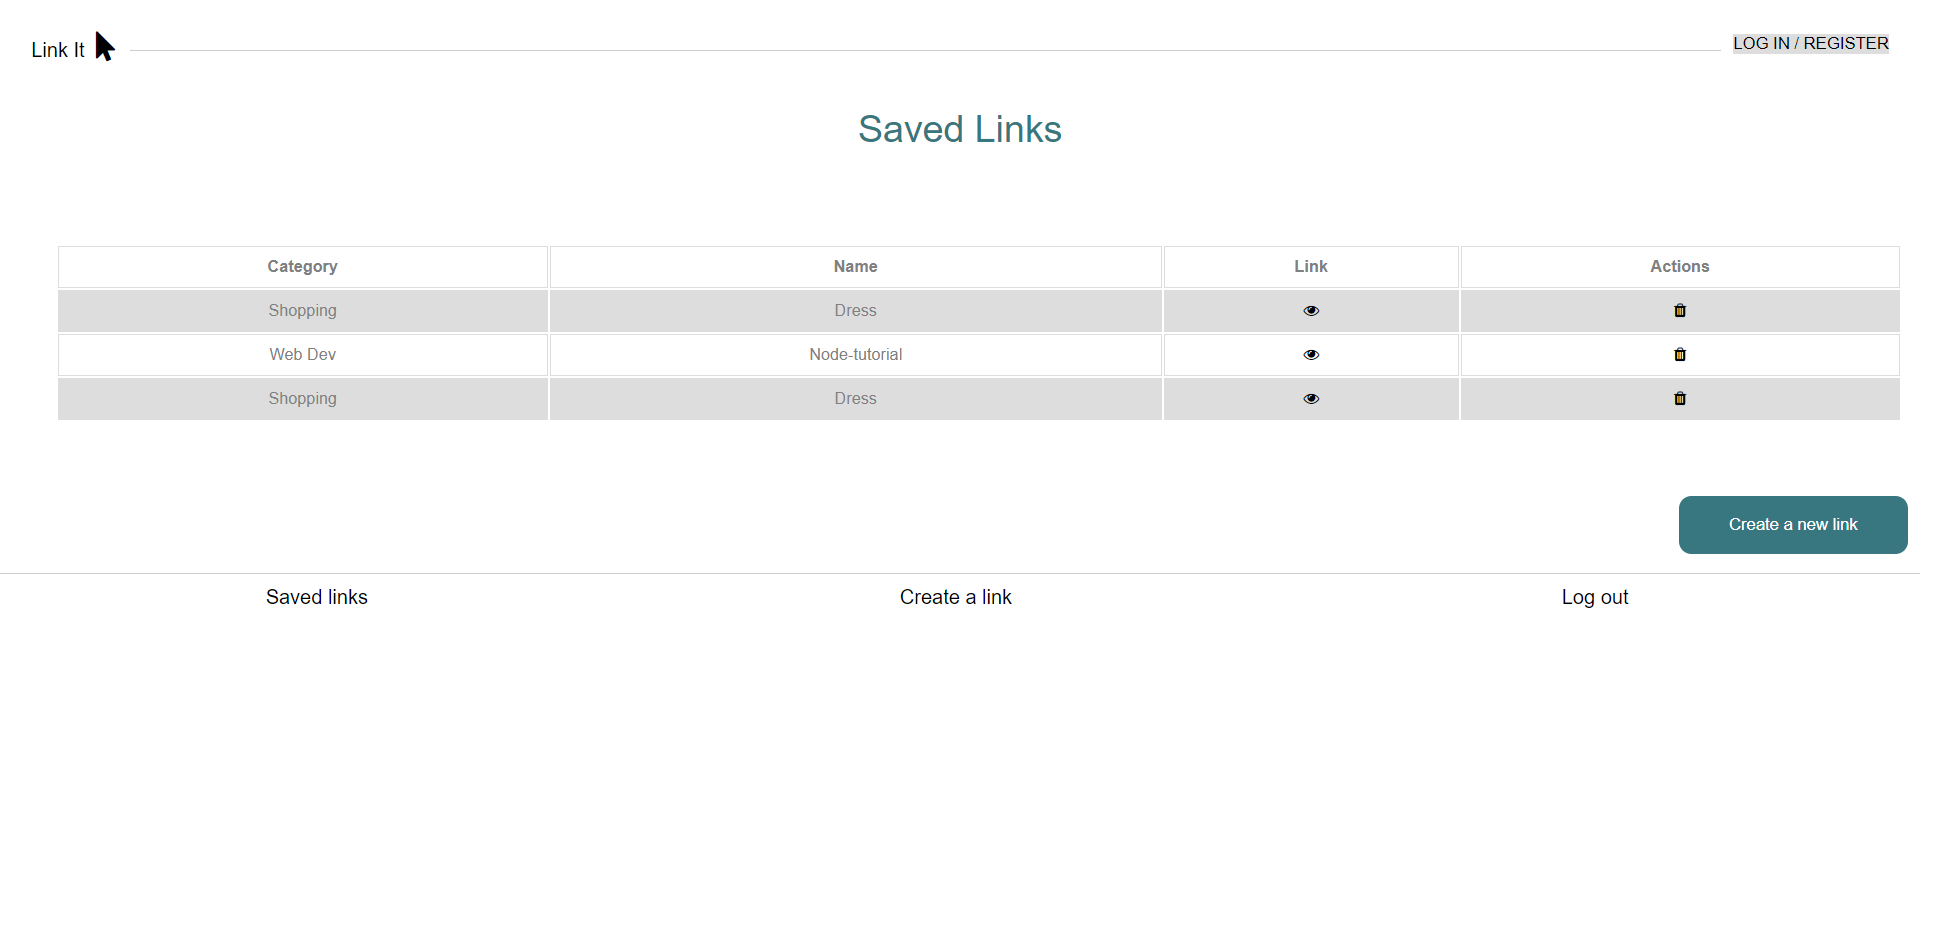 Link It
LOG IN / REGISTER
Saved Links
Category Name Link Actions
Shopping Dress
Web Dev Node-tutorial
Shopping Dress
Create a new link
Saved links Create a link Log out